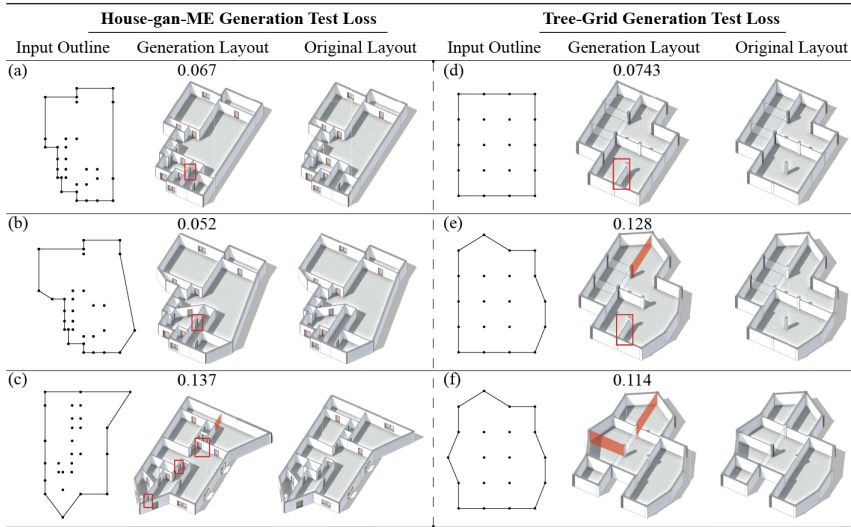 House-gan-ME Generation Test Loss Tree-Grid Generation Test Loss
Input Outline Generation Layout Original Layout Input Outline Generation Layout Original Layout
(a) 0.067 (d) 0.0743
(b) 0.052 (e) 0.128
(c) 0.137 (f) 0.114